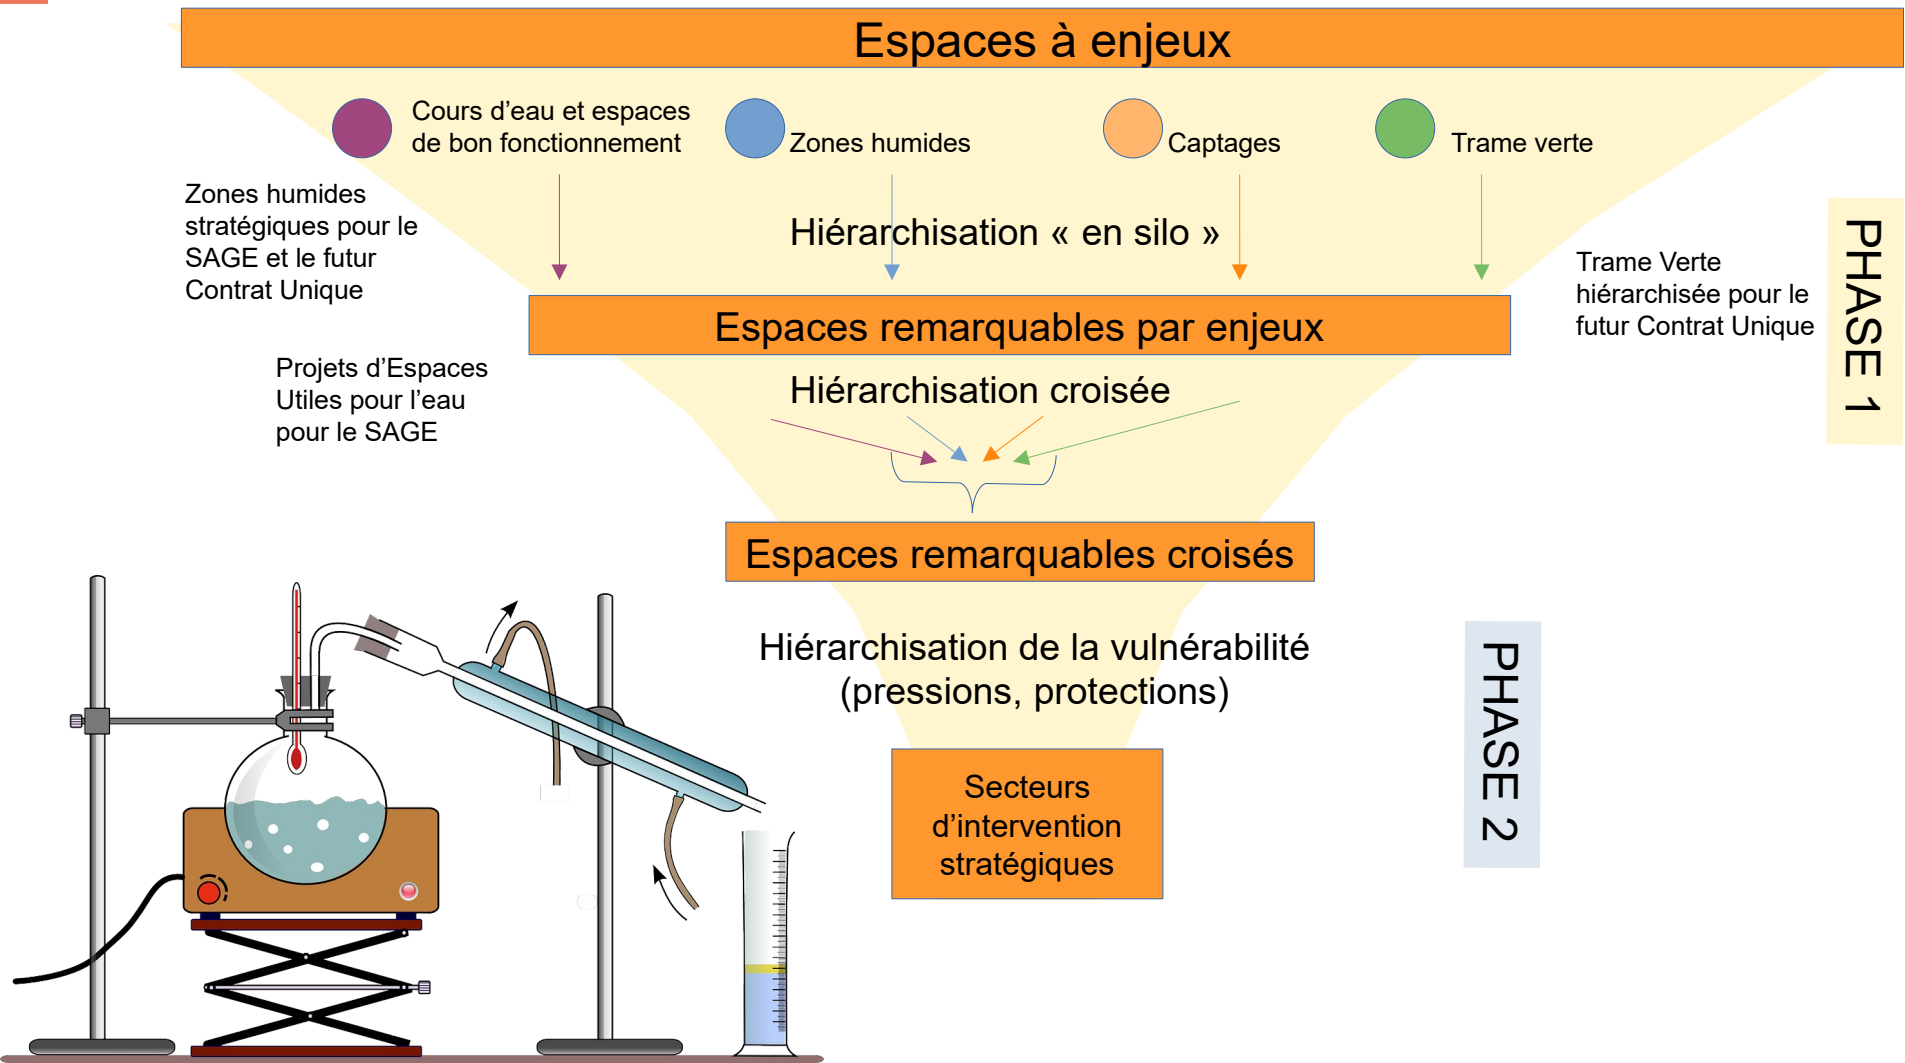 Espaces à enjeux
Cours d’eau et espaces
de bon fonctionnement
Zones humides
Captages
Trame verte
Zones humides
stratégiques pour le
SAGE et le futur
Contrat Unique
Hiérarchisation « en silo »
Trame Verte
hiérarchisée pour le
futur Contrat Unique
PHASE 1
Espaces remarquables par enjeux
Projets d’Espaces
Utiles pour l’eau
pour le SAGE
Hiérarchisation croisée
Espaces remarquables croisés
Hiérarchisation de la vulnérabilité
(pressions, protections)
PHASE 2
Secteurs
d’intervention
stratégiques